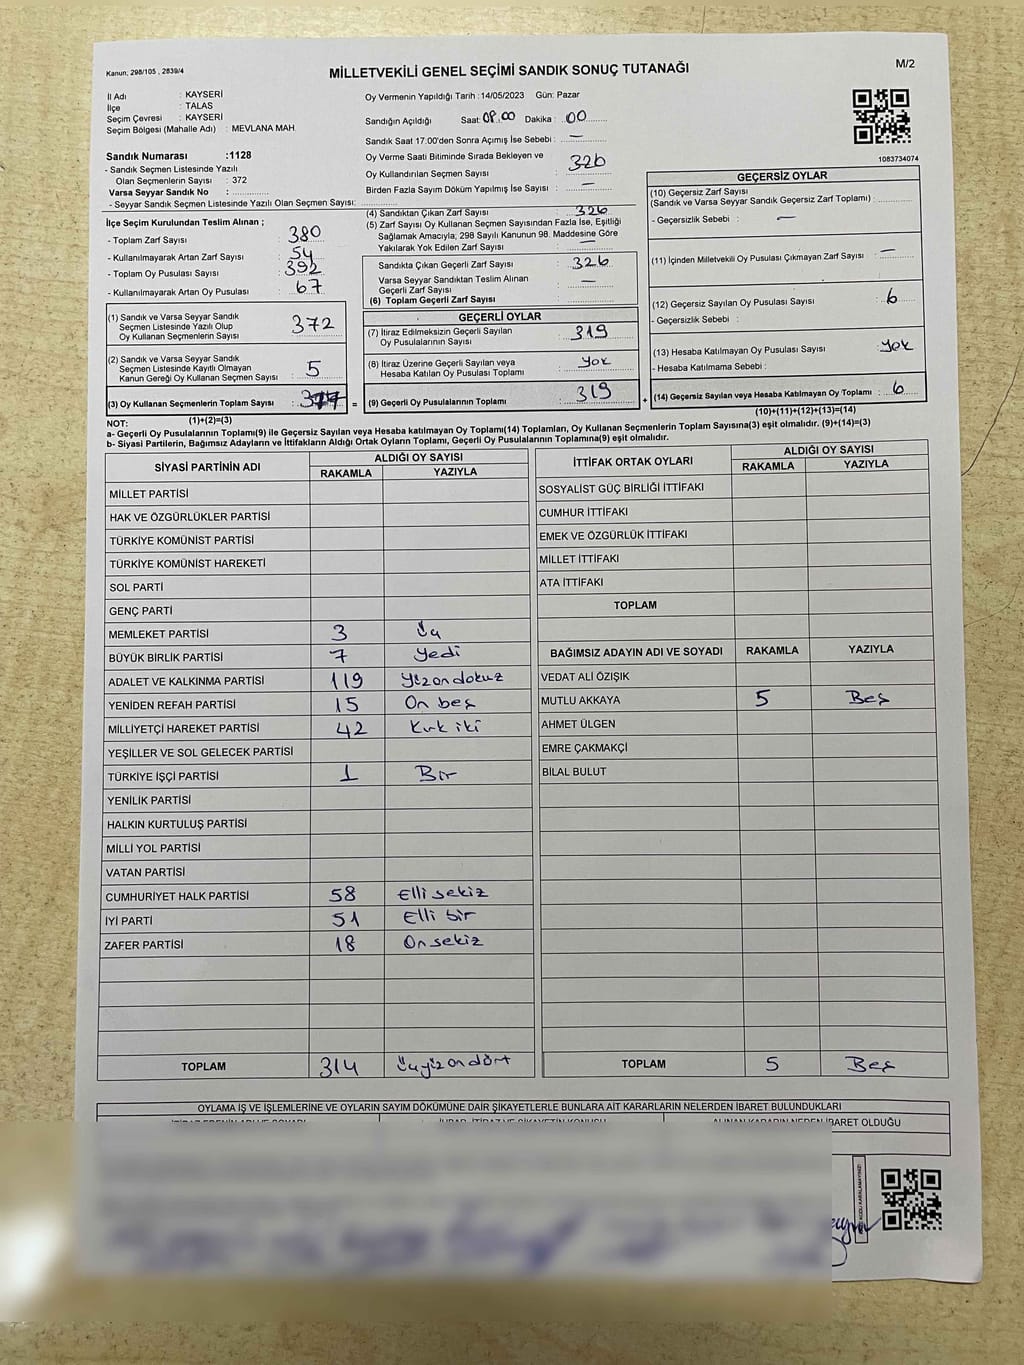 Kanun; 298/105 , 2839/4
MİLLETVEKİLİ GENEL SEÇİMİ SANDIK SONUÇ TUTANAĞI
M/2
İl Adı : KAYSERİ
İlçe : TALAS
Seçim Çevresi : KAYSERİ
Seçim Bölgesi (Mahalle Adı) : MEVLANA MAH.
Sandık Numarası :1128
- Sandık Seçmen Listesinde Yazılı
Olan Seçmenlerin Sayısı : 372
Varsa Seyyar Sandık No :
- Seyyar Sandık Seçmen Listesinde Yazılı Olan Seçmen Sayısı:
Oy Vermenin Yapıldığı Tarih : 14/05/2023 Gün: Pazar
Sandığın Açıldığı Saat: 08.00 Dakika : 00
Sandık Saat 17.00'den Sonra Açımış İse Sebebi : —
Oy Verme Saati Bitiminde Sırada Bekleyen ve
Oy Kullandırılan Seçmen Sayısı : 326
Birden Fazla Sayım Döküm Yapılmış İse Sayısı : —
1083734074
İlçe Seçim Kurulundan Teslim Alınan ;
- Toplam Zarf Sayısı : 380
- Kullanılmayarak Artan Zarf Sayısı : 54
- Toplam Oy Pusulası Sayısı : 392
- Kullanılmayarak Artan Oy Pusulası : 67
(1) Sandık ve Varsa Seyyar Sandık
Seçmen Listesinde Yazılı Olup
Oy Kullanan Seçmenlerin Sayısı : 372
(2) Sandık ve Varsa Seyyar Sandık
Seçmen Listesinde Kayıtlı Olmayan
Kanun Gereği Oy Kullanan Seçmen Sayısı : 5
(3) Oy Kullanan Seçmenlerin Toplam Sayısı : 377 =
(1)+(2)=(3)
(4) Sandıktan Çıkan Zarf Sayısı : 326
(5) Zarf Sayısı Oy Kullanan Seçmen Sayısından Fazla İse, Eşitliği
Sağlamak Amacıyla, 298 Sayılı Kanunun 98. Maddesine Göre
Yakılarak Yok Edilen Zarf Sayısı : —
Sandıkta Çıkan Geçerli Zarf Sayısı : 326
Varsa Seyyar Sandıktan Teslim Alınan
Geçerli Zarf Sayısı : —
(6) Toplam Geçerli Zarf Sayısı :
GEÇERLİ OYLAR
(7) İtiraz Edilmeksizin Geçerli Sayılan
Oy Pusulalarının Sayısı : 319
(8) İtiraz Üzerine Geçerli Sayılan veya
Hesaba Katılan Oy Pusulası Toplamı : Yok
(9) Geçerli Oy Pusulalarının Toplamı : 319 +
GEÇERSİZ OYLAR
(10) Geçersiz Zarf Sayısı
(Sandık ve Varsa Seyyar Sandık Geçersiz Zarf Toplamı) :
- Geçersizlik Sebebi : —
(11) İçinden Milletvekili Oy Pusulası Çıkmayan Zarf Sayısı : —
(12) Geçersiz Sayılan Oy Pusulası Sayısı : 6
- Geçersizlik Sebebi :
(13) Hesaba Katılmayan Oy Pusulası Sayısı : Yok
- Hesaba Katılmama Sebebi :
(14) Geçersiz Sayılan veya Hesaba Katılmayan Oy Toplamı : 6
(10)+(11)+(12)+(13)=(14)
NOT:
a- Geçerli Oy Pusulalarının Toplamı(9) ile Geçersiz Sayılan veya Hesaba katılmayan Oy Toplamı(14) Toplamları, Oy Kullanan Seçmenlerin Toplam Sayısına(3) eşit olmalıdır. (9)+(14)=(3)
b- Siyasi Partilerin, Bağımsız Adayların ve İttifakların Aldığı Ortak Oyların Toplamı, Geçerli Oy Pusulalarının Toplamına(9) eşit olmalıdır.
SİYASİ PARTİNİN ADI
ALDIĞI OY SAYISI
RAKAMLA YAZIYLA
MİLLET PARTİSİ
HAK VE ÖZGÜRLÜKLER PARTİSİ
TÜRKİYE KOMÜNİST PARTİSİ
TÜRKİYE KOMÜNİST HAREKETİ
SOL PARTİ
GENÇ PARTİ
MEMLEKET PARTİSİ 3 Üç
BÜYÜK BİRLİK PARTİSİ 7 Yedi
ADALET VE KALKINMA PARTİSİ 119 Yüzondokuz
YENİDEN REFAH PARTİSİ 15 On beş
MİLLİYETÇİ HAREKET PARTİSİ 42 Kırk iki
YEŞİLLER VE SOL GELECEK PARTİSİ
TÜRKİYE İŞÇİ PARTİSİ 1 Bir
YENİLİK PARTİSİ
HALKIN KURTULUŞ PARTİSİ
MİLLİ YOL PARTİSİ
VATAN PARTİSİ
CUMHURİYET HALK PARTİSİ 58 Elli sekiz
İYİ PARTİ 51 Elli bir
ZAFER PARTİSİ 18 On sekiz
TOPLAM 314 Üçyüz on dört
İTTİFAK ORTAK OYLARI
ALDIĞI OY SAYISI
RAKAMLA YAZIYLA
SOSYALİST GÜÇ BİRLİĞİ İTTİFAKI
CUMHUR İTTİFAKI
EMEK VE ÖZGÜRLÜK İTTİFAKI
MİLLET İTTİFAKI
ATA İTTİFAKI
TOPLAM
BAĞIMSIZ ADAYIN ADI VE SOYADI RAKAMLA YAZIYLA
VEDAT ALİ ÖZIŞIK
MUTLU AKKAYA 5 Beş
AHMET ÜLGEN
EMRE ÇAKMAKÇİ
BİLAL BULUT
TOPLAM 5 Beş
OYLAMA İŞ VE İŞLEMLERİNE VE OYLARIN SAYIM DÖKÜMÜNE DAİR ŞİKAYETLERLE BUNLARA AİT KARARLARIN NELERDEN İBARET BULUNDUKLARI
ALINAN KARARIN NEDEN İBARET OLDUĞU